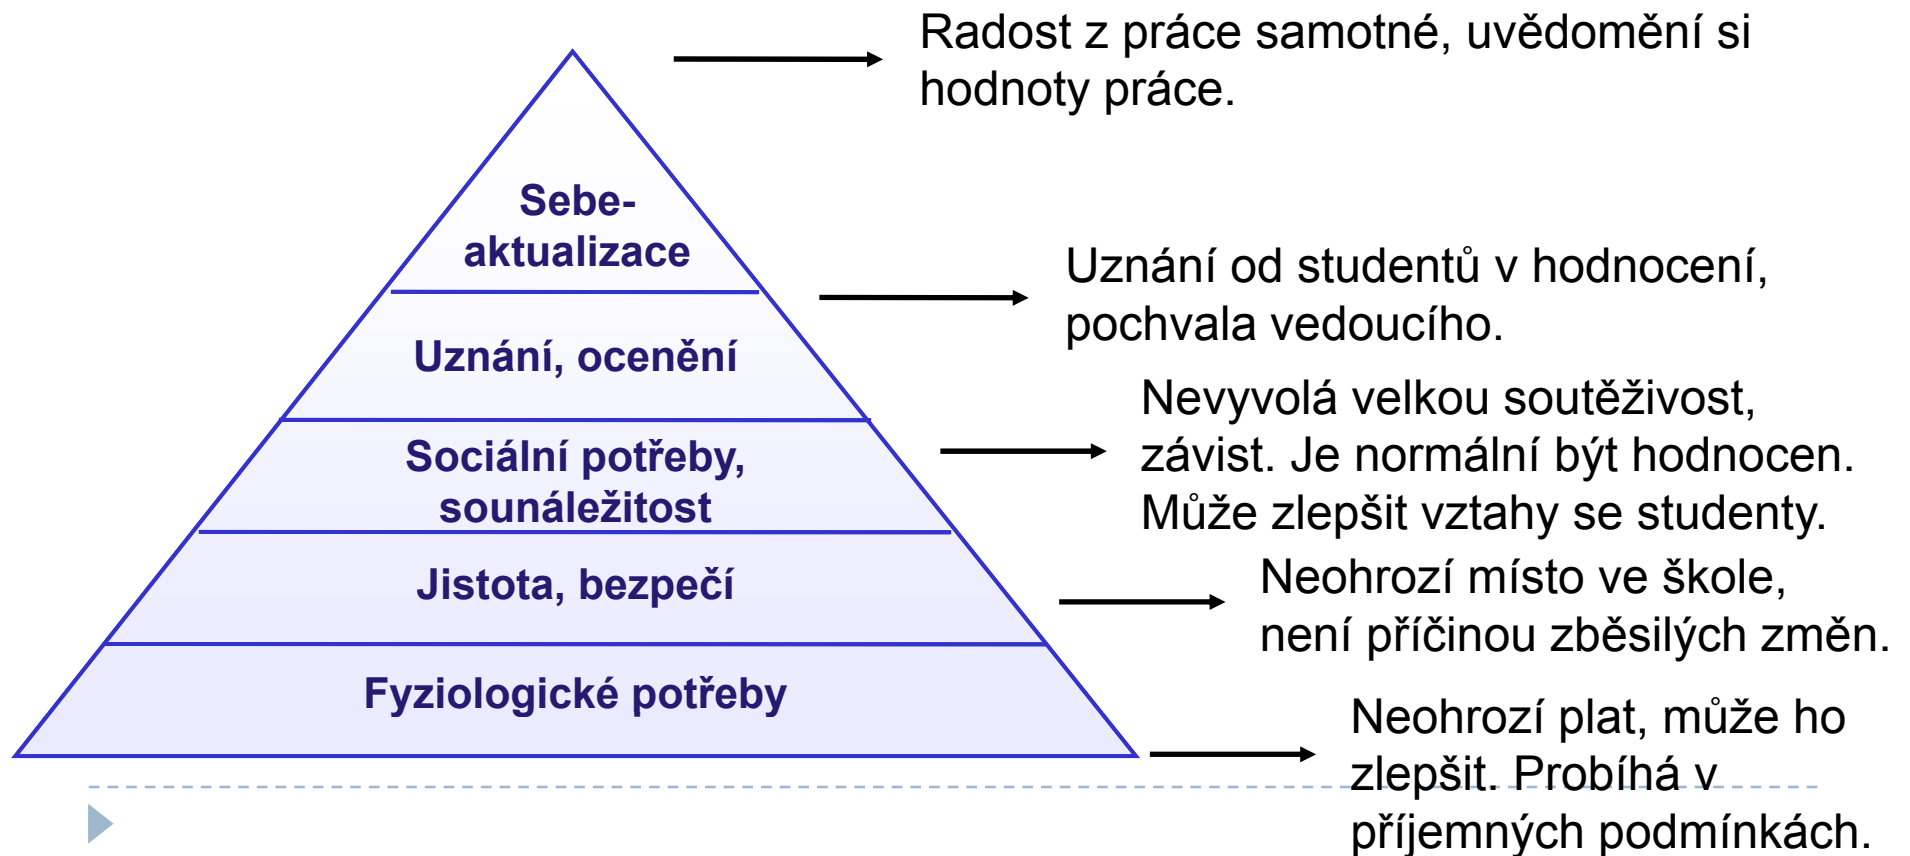 Radost z práce samotné, uvědomění si
hodnoty práce.
Sebe-
aktualizace
Uznání od studentů v hodnocení,
pochvala vedoucího.
Uznání, ocenění
Nevyvolá velkou soutěživost,
závist. Je normální být hodnocen.
Může zlepšit vztahy se studenty.
Sociální potřeby,
sounáležitost
Neohrozí místo ve škole,
není příčinou zběsilých změn.
Jistota, bezpečí
Fyziologické potřeby
Neohrozí plat, může ho
zlepšit. Probíhá v
příjemných podmínkách.